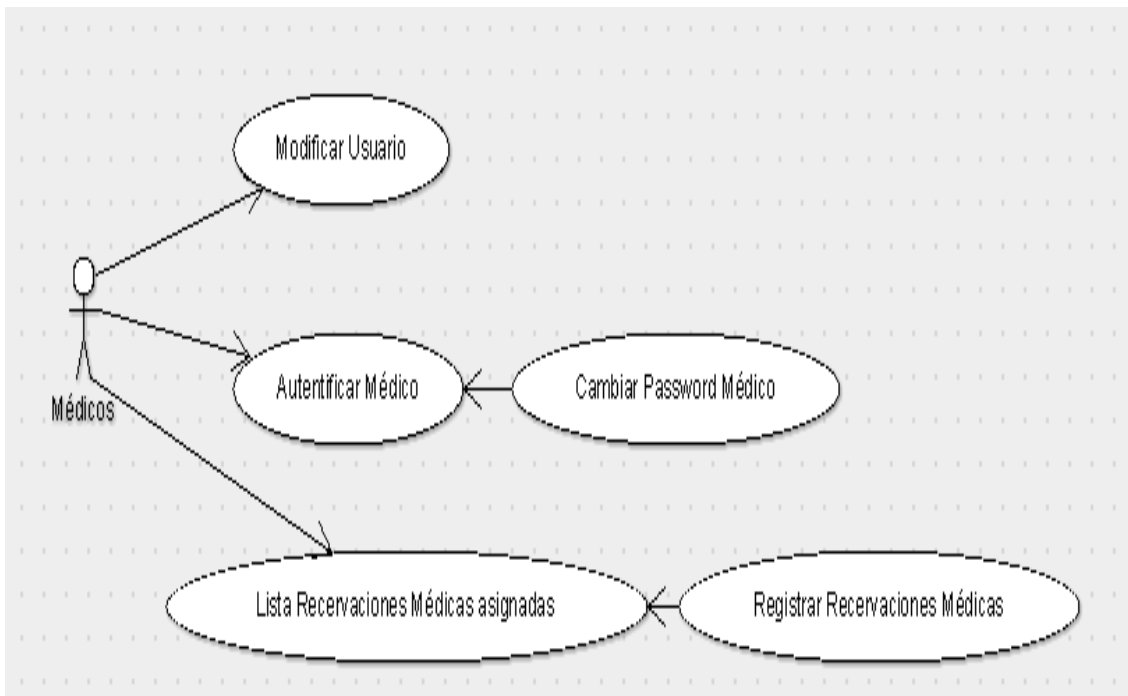 Modificar Usuario
Médicos
Autentificar Médico
Cambiar Password Médico
Lista Recervaciones Médicas asignadas
Registrar Recervaciones Médicas